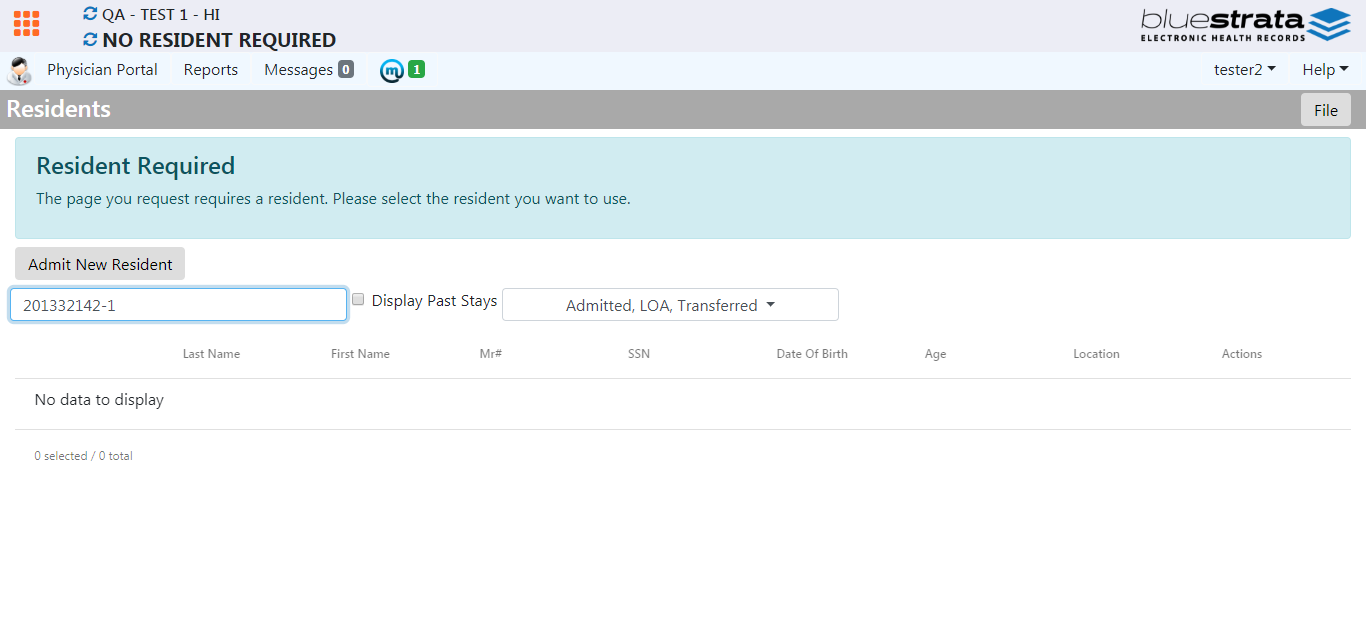 QA - TEST 1 - HI
NO RESIDENT REQUIRED
bluestrata
ELECTRONIC HEALTH RECORDS
Physician Portal Reports Messages 0 m 1 tester2 Help
Residents File
Resident Required
The page you request requires a resident. Please select the resident you want to use.
Admit New Resident
201332142-1 Display Past Stays Admitted, LOA, Transferred
Last Name First Name Mr# SSN Date Of Birth Age Location Actions
No data to display
0 selected / 0 total